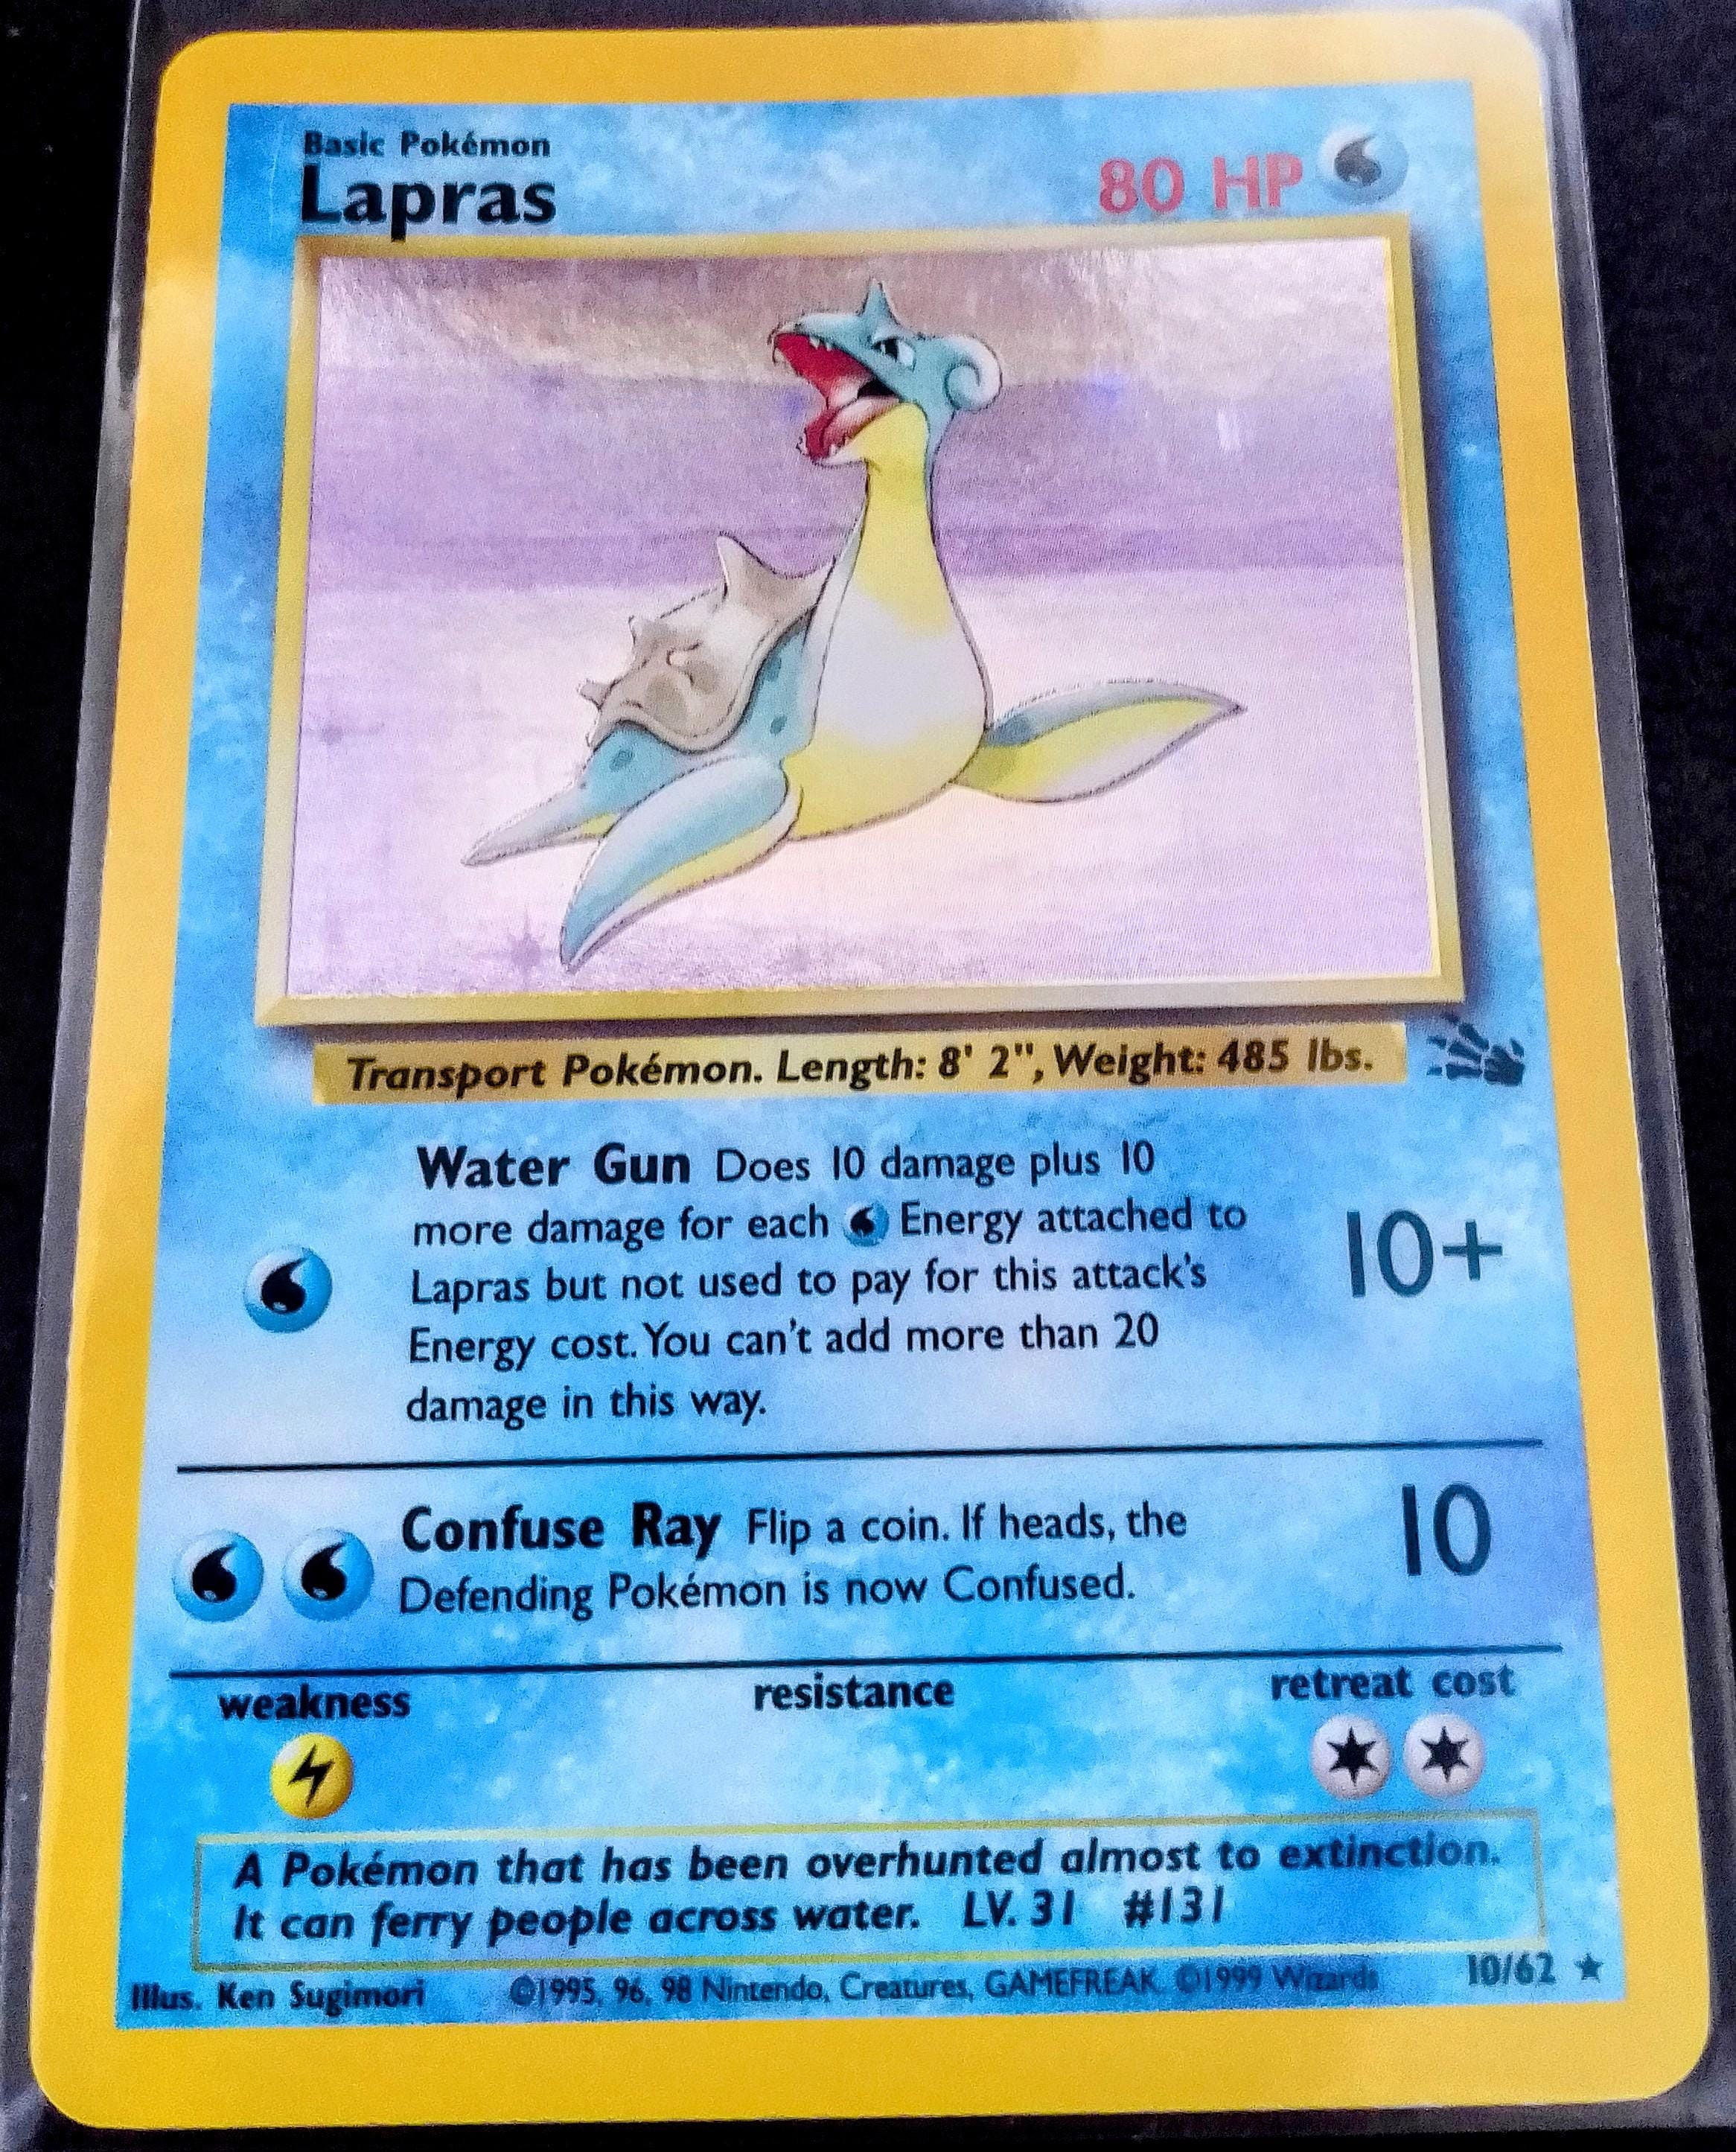 Basic Pokémon
Lapras
80 HP
Transport Pokémon. Length: 8' 2", Weight: 485 lbs.
Water Gun Does 10 damage plus 10
more damage for each Energy attached to
Lapras but not used to pay for this attack's
Energy cost. You can't add more than 20
damage in this way.
10+
Confuse Ray Flip a coin. If heads, the
Defending Pokémon is now Confused.
10
weakness
resistance
retreat cost
A Pokémon that has been overhunted almost to extinction.
It can ferry people across water. LV. 31 #131
Illus. Ken Sugimori ©1995, 96, 98 Nintendo, Creatures, GAMEFREAK. ©1999 Wizards 10/62 ★